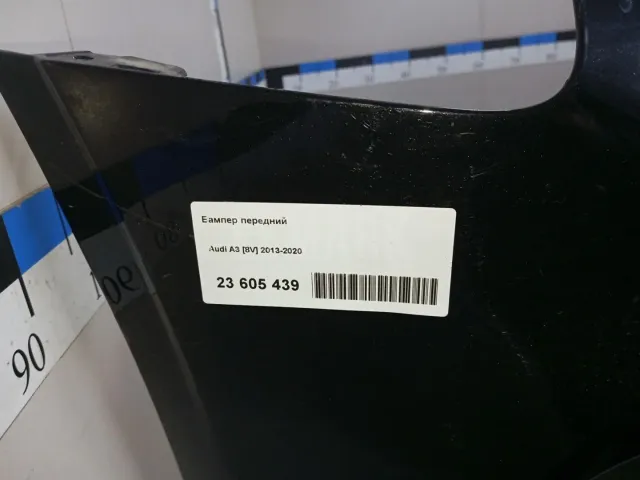 Бампер передний
Audi A3 [8V] 2013-2020
23 605 439
90